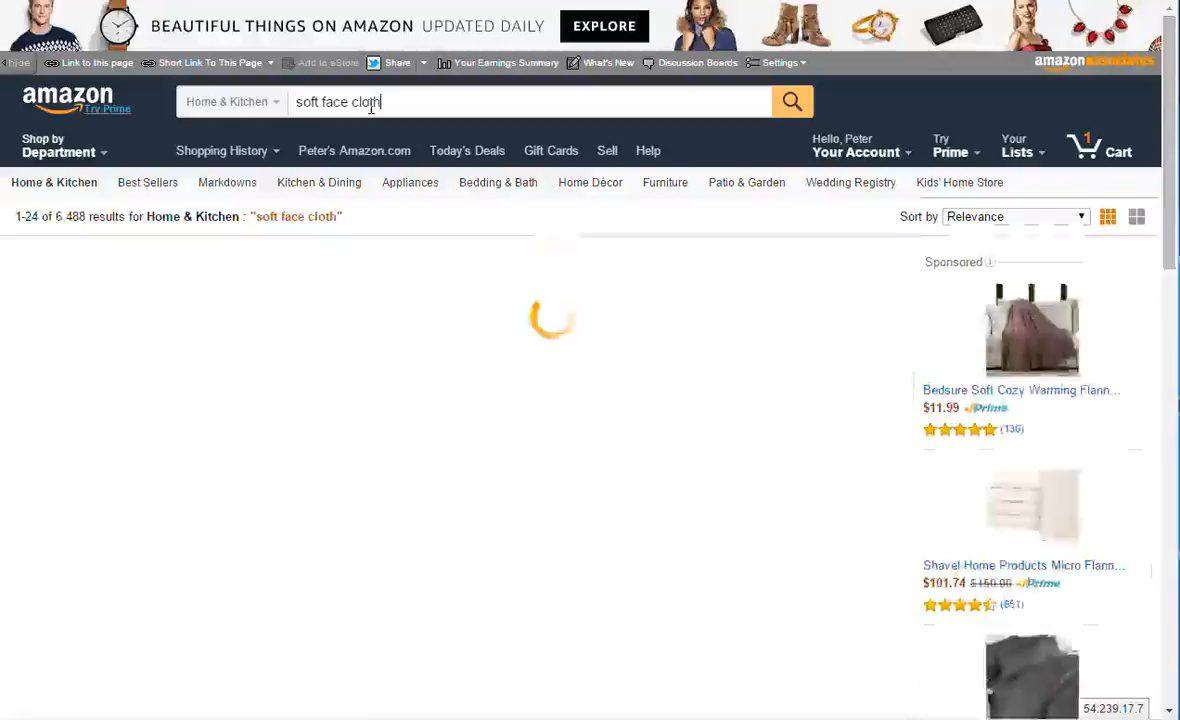 BEAUTIFUL THINGS ON AMAZON UPDATED DAILY EXPLORE
hide Link to this page Short Link To This Page Add to aStore Share Your Earnings Summary What's New Discussion Boards Settings amazon associates
amazon Try Prime Home & Kitchen soft face cloth
Shop by Department Shopping History Peter's Amazon.com Today's Deals Gift Cards Sell Help Hello, Peter Your Account Try Prime Your Lists 1 Cart
Home & Kitchen Best Sellers Markdowns Kitchen & Dining Appliances Bedding & Bath Home Décor Furniture Patio & Garden Wedding Registry Kids' Home Store
1-24 of 6,488 results for Home & Kitchen : "soft face cloth" Sort by Relevance
Sponsored
Bedsure Soft Cozy Warming Flann...
$11.99 Prime
(136)
Shavel Home Products Micro Flann...
$101.74 Prime
54.239.17.7